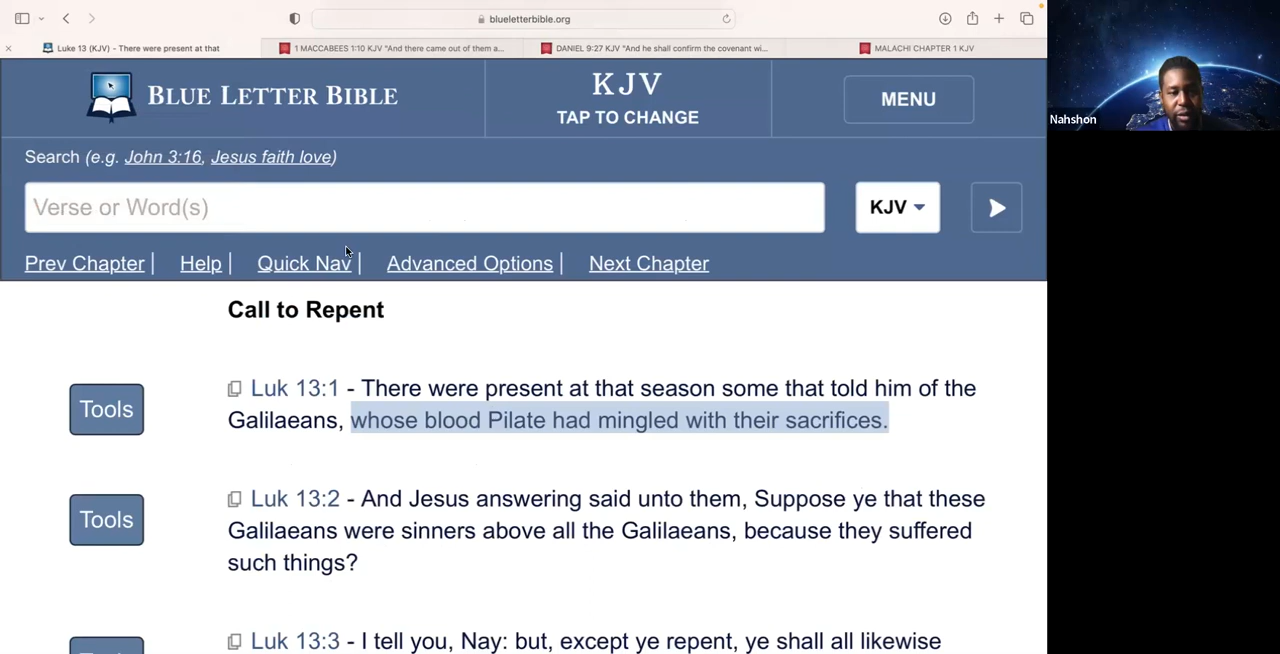 blueletterbible.org
Luke 13 (KJV) - There were present at that
1 MACCABEES 1:10 KJV "And there came out of them a...
DANIEL 9:27 KJV "And he shall confirm the covenant wi...
MALACHI CHAPTER 1 KJV
BLUE LETTER BIBLE
KJV
TAP TO CHANGE
MENU
Nahshon
Search (e.g. John 3:16, Jesus faith love)
Verse or Word(s)
KJV
Prev Chapter | Help | Quick Nav | Advanced Options | Next Chapter
Call to Repent
Tools
Luk 13:1 - There were present at that season some that told him of the
Galilaeans, whose blood Pilate had mingled with their sacrifices.
Tools
Luk 13:2 - And Jesus answering said unto them, Suppose ye that these
Galilaeans were sinners above all the Galilaeans, because they suffered
such things?
Luk 13:3 - I tell you, Nay: but, except ye repent, ye shall all likewise